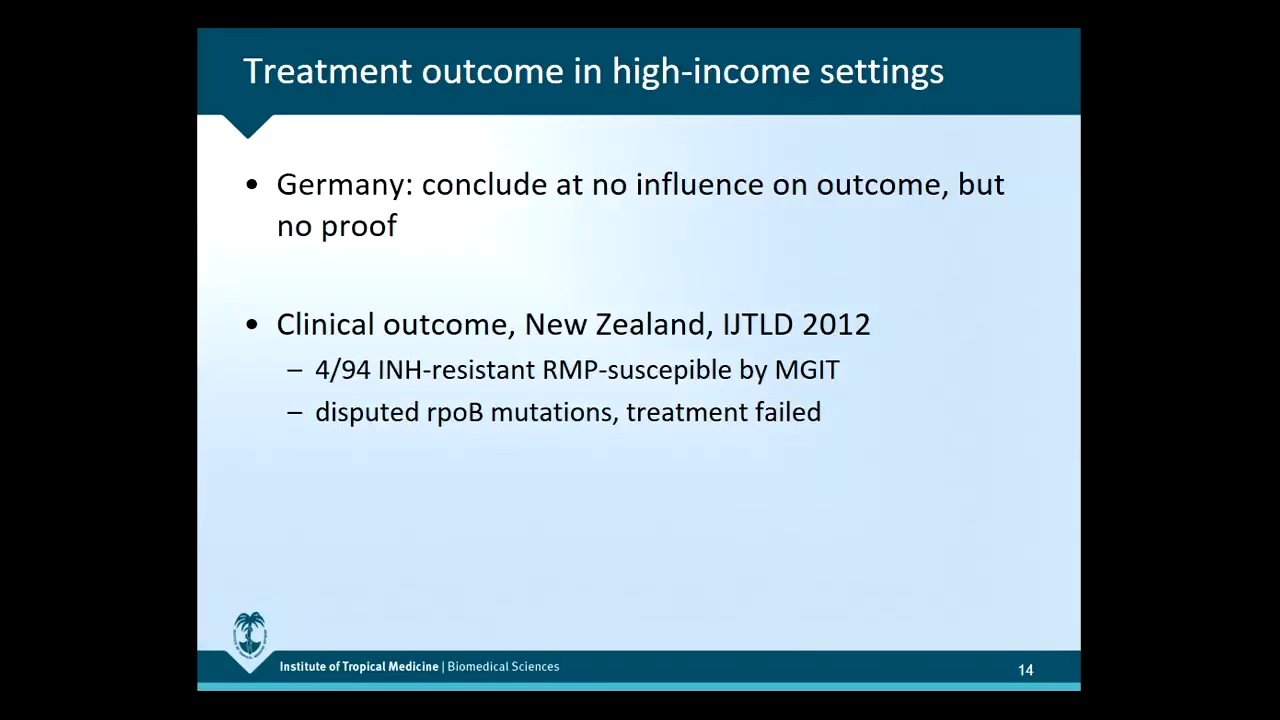 Treatment outcome in high-income settings
• Germany: conclude at no influence on outcome, but
no proof
• Clinical outcome, New Zealand, IJTLD 2012
– 4/94 INH-resistant RMP-suscepible by MGIT
– disputed rpoB mutations, treatment failed
Institute of Tropical Medicine | Biomedical Sciences
14